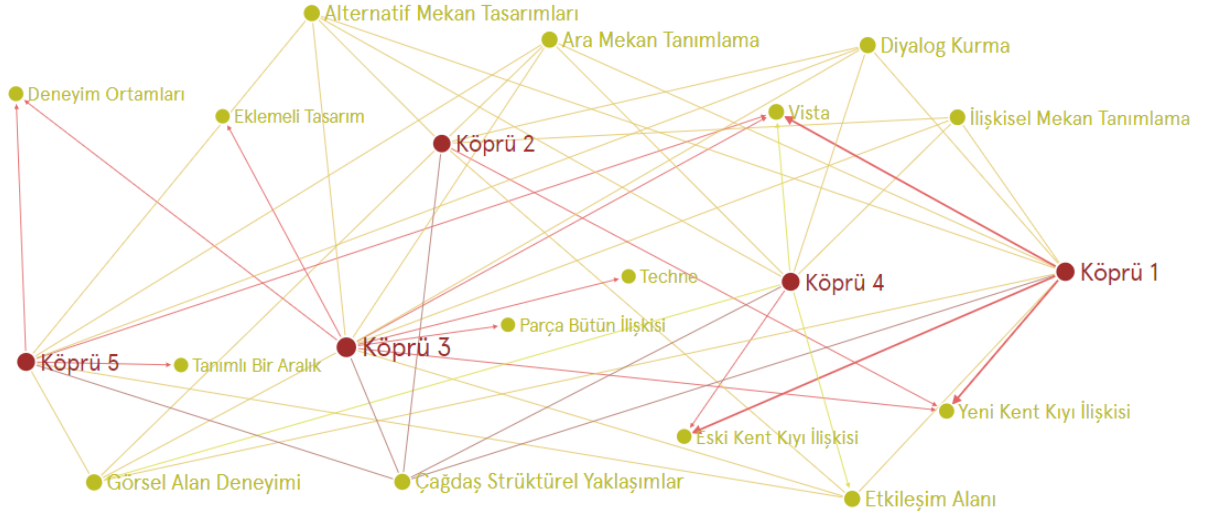 Alternatif Mekan Tasarımları
Ara Mekan Tanımlama
Diyalog Kurma
Deneyim Ortamları
Eklemeli Tasarım
Vista
İlişkisel Mekan Tanımlama
Köprü 2
Techne
Köprü 4
Köprü 1
Parça Bütün İlişkisi
Köprü 3
Köprü 5
Tanımlı Bir Aralık
Yeni Kent Kıyı İlişkisi
Eski Kent Kıyı İlişkisi
Görsel Alan Deneyimi
Çağdaş Strüktürel Yaklaşımlar
Etkileşim Alanı